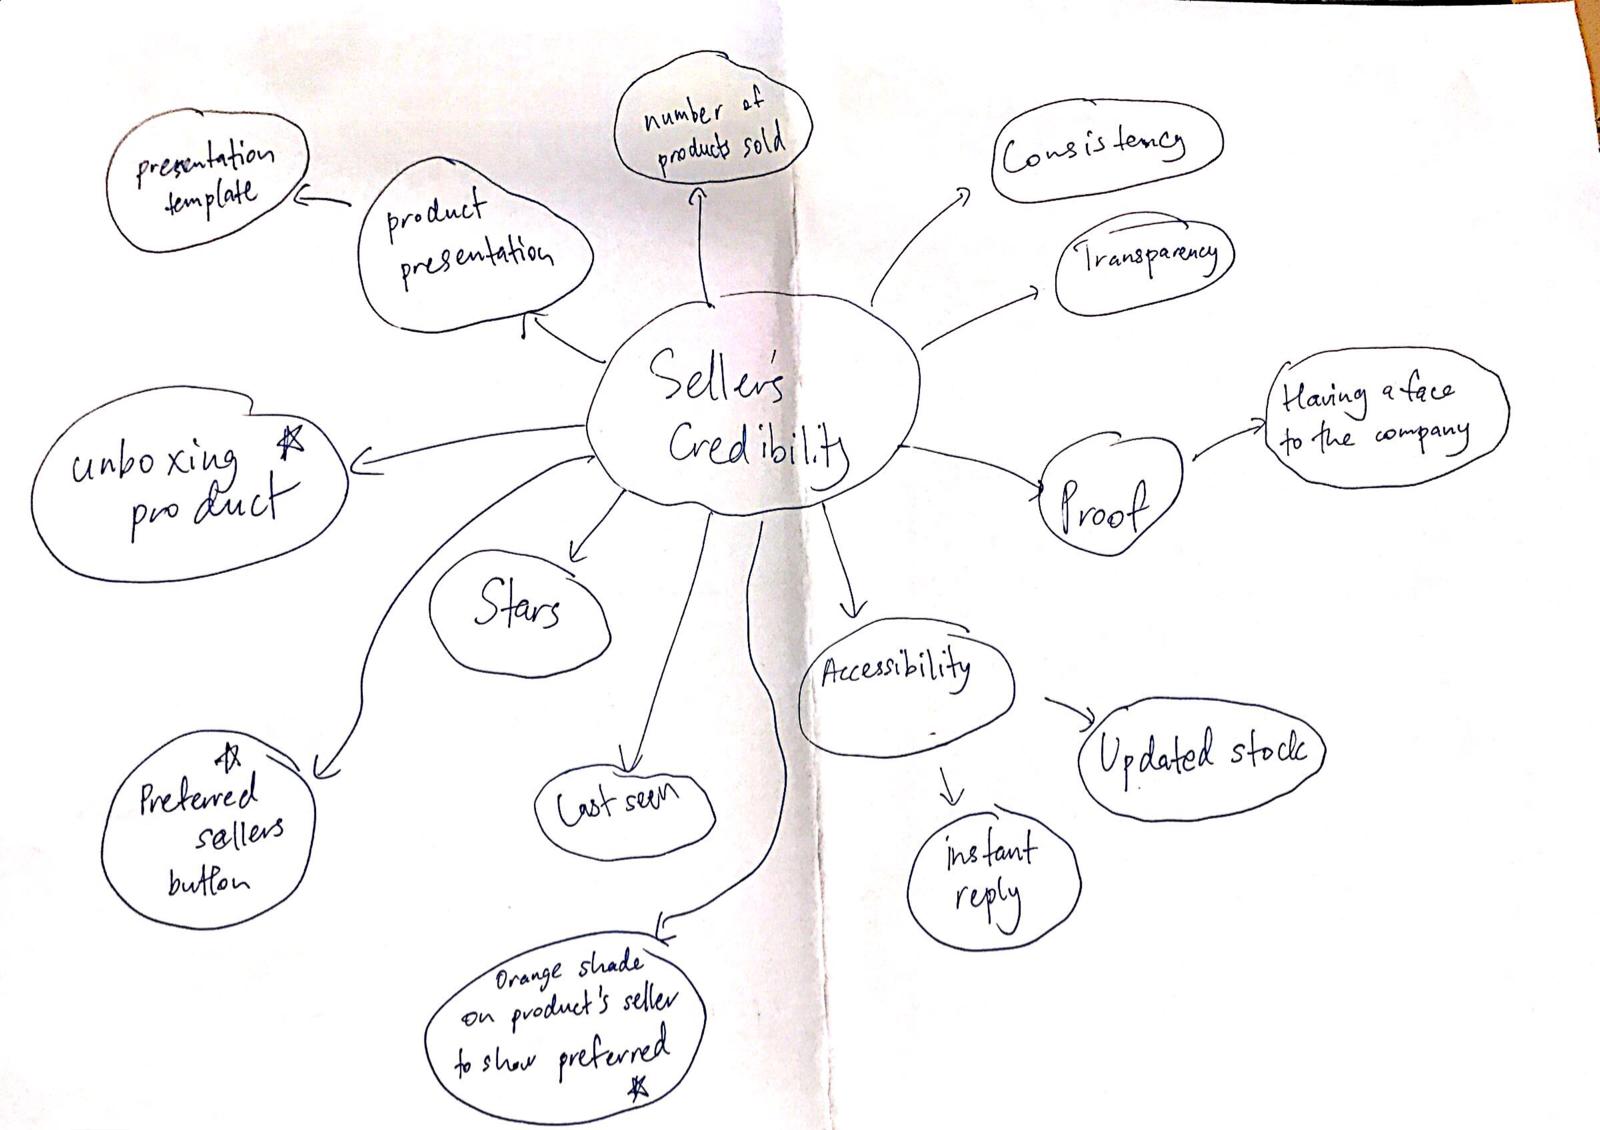 number of
products sold
Consistency
presentation
template
product
presentation
Transparency
Seller's
Credibility
Having a face
to the company
unboxing
product
Proof
Stars
Accessibility
Preferred
sellers
button
Last seen
Updated stock
instant
reply
Orange shade
on product's seller
to show preferred